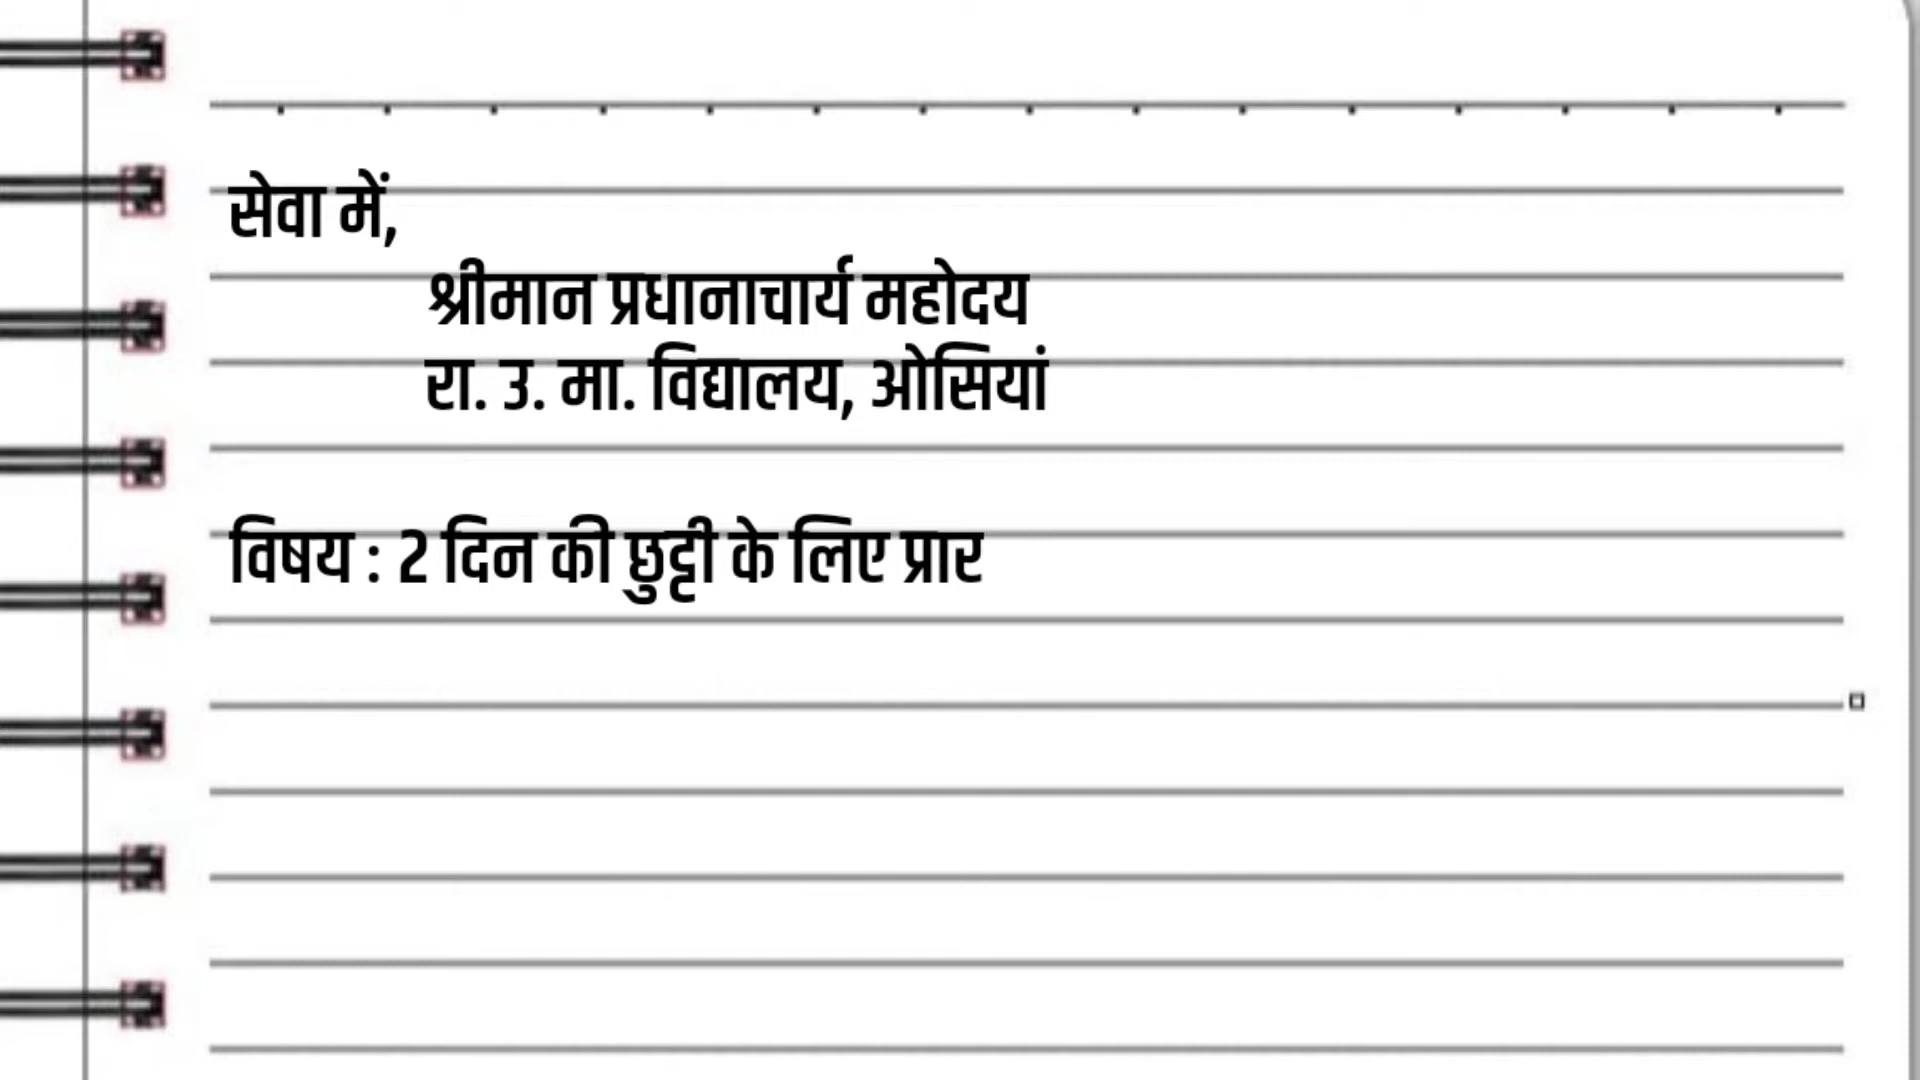 सेवा में,
श्रीमान प्रधानाचार्य महोदय
रा. उ. मा. विद्यालय, ओसियां
विषय : 2 दिन की छुट्टी के लिए प्रार